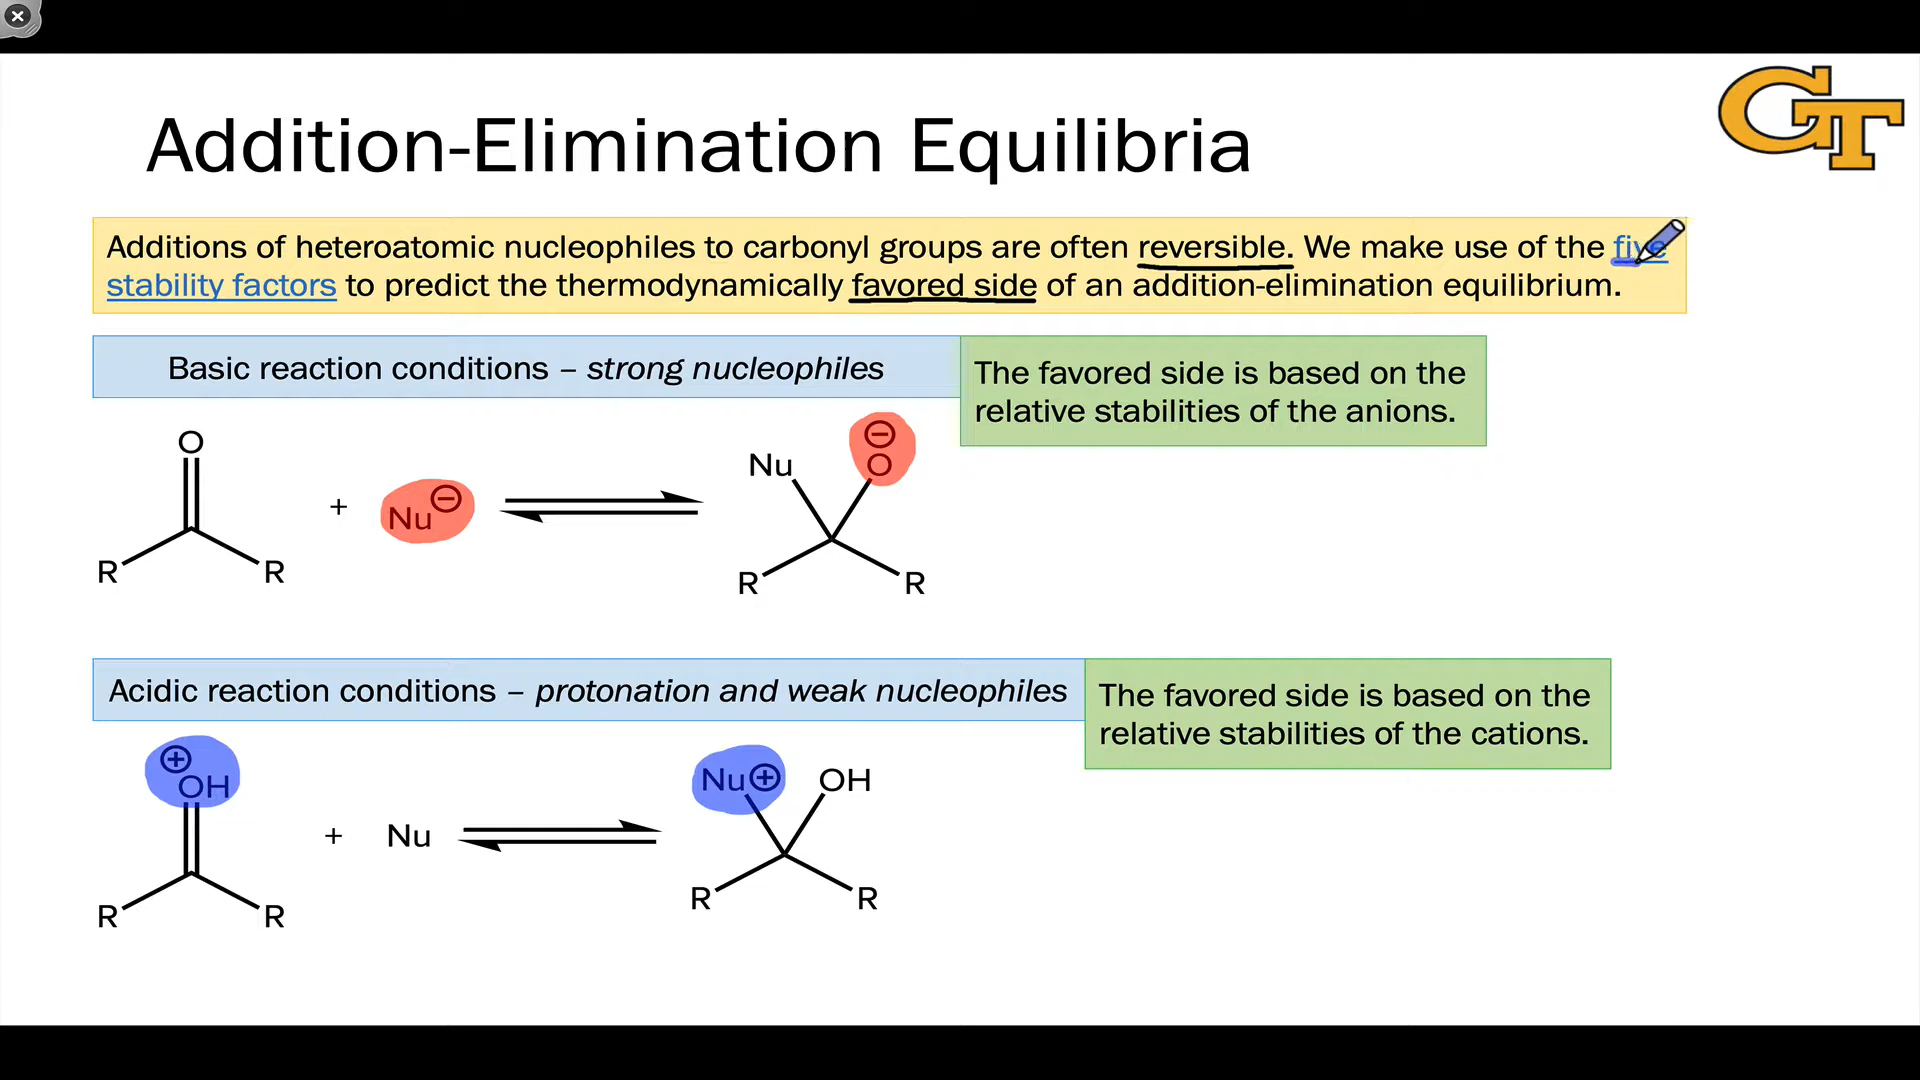 GT
Addition-Elimination Equilibria
Additions of heteroatomic nucleophiles to carbonyl groups are often reversible. We make use of the five
stability factors to predict the thermodynamically favored side of an addition-elimination equilibrium.
Basic reaction conditions – strong nucleophiles
The favored side is based on the
relative stabilities of the anions.
O
R R
+
Nu ⊖
Nu
⊖
O
R R
Acidic reaction conditions – protonation and weak nucleophiles
The favored side is based on the
relative stabilities of the cations.
⊕
OH
R R
+
Nu
Nu⊕ OH
R R